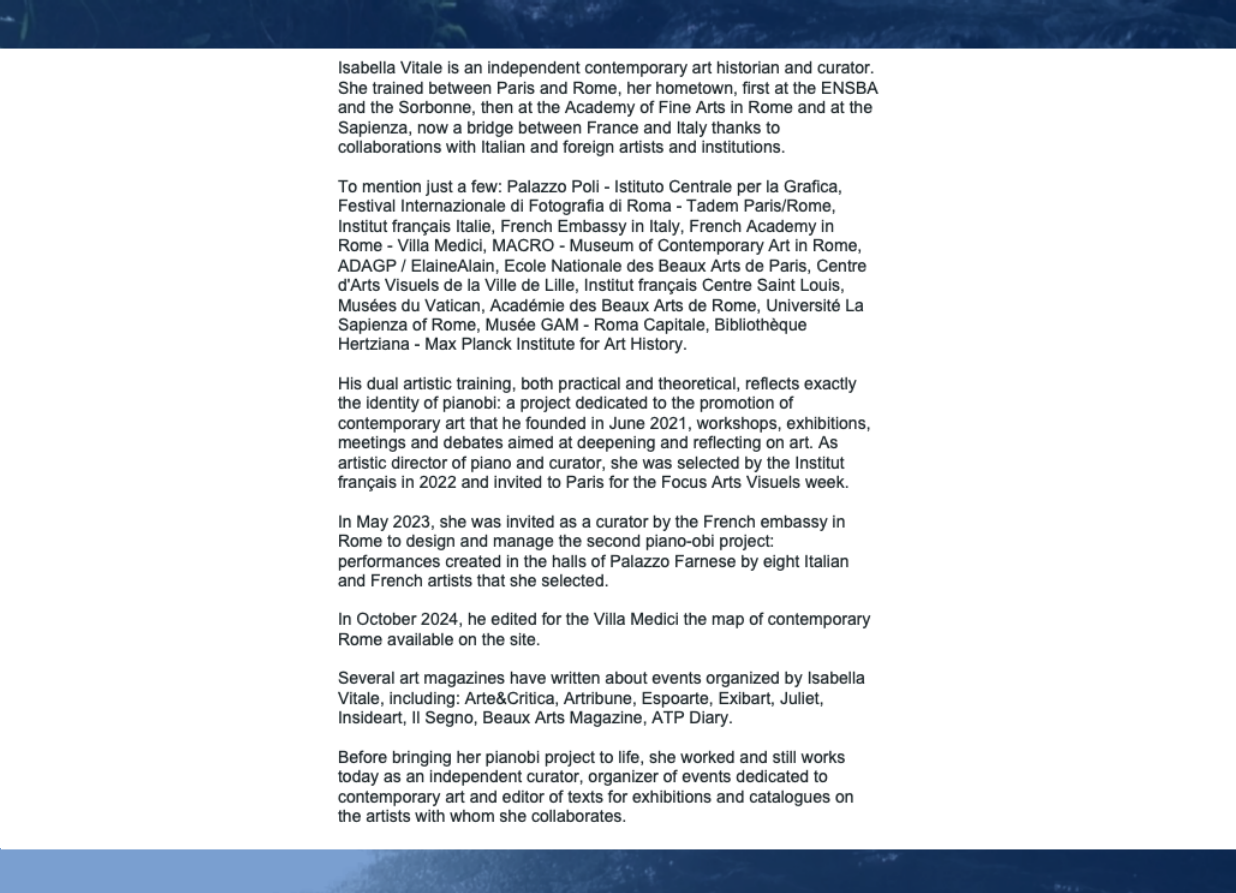 Isabella Vitale is an independent contemporary art historian and curator.
She trained between Paris and Rome, her hometown, first at the ENSBA
and the Sorbonne, then at the Academy of Fine Arts in Rome and at the
Sapienza, now a bridge between France and Italy thanks to
collaborations with Italian and foreign artists and institutions.
To mention just a few: Palazzo Poli - Istituto Centrale per la Grafica,
Festival Internazionale di Fotografia di Roma - Tadem Paris/Rome,
Institut français Italie, French Embassy in Italy, French Academy in
Rome - Villa Medici, MACRO - Museum of Contemporary Art in Rome,
ADAGP / ElaineAlain, Ecole Nationale des Beaux Arts de Paris, Centre
d'Arts Visuels de la Ville de Lille, Institut français Centre Saint Louis,
Musées du Vatican, Académie des Beaux Arts de Rome, Université La
Sapienza of Rome, Musée GAM - Roma Capitale, Bibliothèque
Hertziana - Max Planck Institute for Art History.
His dual artistic training, both practical and theoretical, reflects exactly
the identity of pianobi: a project dedicated to the promotion of
contemporary art that he founded in June 2021, workshops, exhibitions,
meetings and debates aimed at deepening and reflecting on art. As
artistic director of piano and curator, she was selected by the Institut
français in 2022 and invited to Paris for the Focus Arts Visuels week.
In May 2023, she was invited as a curator by the French embassy in
Rome to design and manage the second piano-obi project:
performances created in the halls of Palazzo Farnese by eight Italian
and French artists that she selected.
In October 2024, he edited for the Villa Medici the map of contemporary
Rome available on the site.
Several art magazines have written about events organized by Isabella
Vitale, including: Arte&Critica, Artribune, Espoarte, Exibart, Juliet,
Insideart, Il Segno, Beaux Arts Magazine, ATP Diary.
Before bringing her pianobi project to life, she worked and still works
today as an independent curator, organizer of events dedicated to
contemporary art and editor of texts for exhibitions and catalogues on
the artists with whom she collaborates.